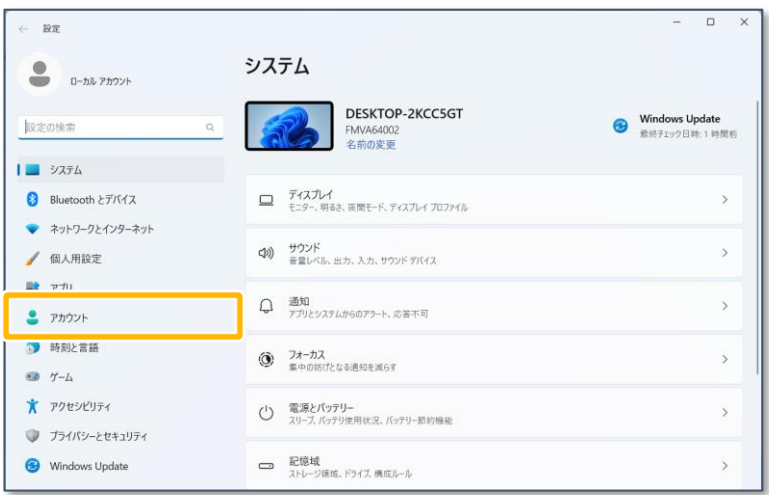 設定
ローカル アカウント
設定の検索
システム
Bluetooth とデバイス
ネットワークとインターネット
個人用設定
アプリ
アカウント
時刻と言語
ゲーム
アクセシビリティ
プライバシーとセキュリティ
Windows Update
システム
DESKTOP-2KCC5GT
FMVA64002
名前の変更
Windows Update
最終チェック日時: 1 時間前
ディスプレイ
モニター、明るさ、夜間モード、ディスプレイ プロファイル
サウンド
音量レベル、出力、入力、サウンド デバイス
通知
アプリとシステムからのアラート、応答不可
フォーカス
集中の妨げとなる通知を減らす
電源とバッテリー
スリープ、バッテリ使用状況、バッテリー節約機能
記憶域
ストレージ領域、ドライブ、構成ルール